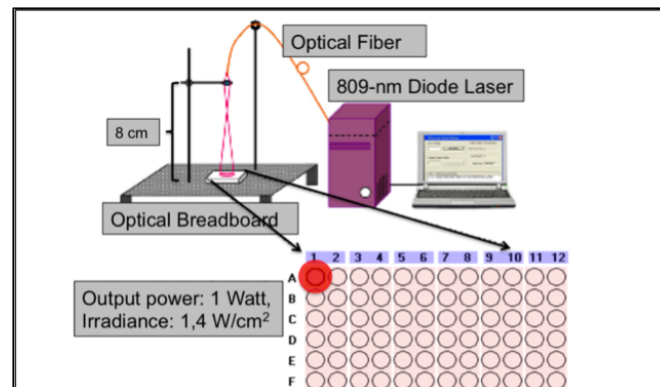 Optical Fiber
809-nm Diode Laser
8 cm
Optical Breadboard
1 2 3 4 5 6 7 8 9 10 11 12
A
B
C
D
E
F
Output power: 1 Watt,
Irradiance: 1,4 W/cm²